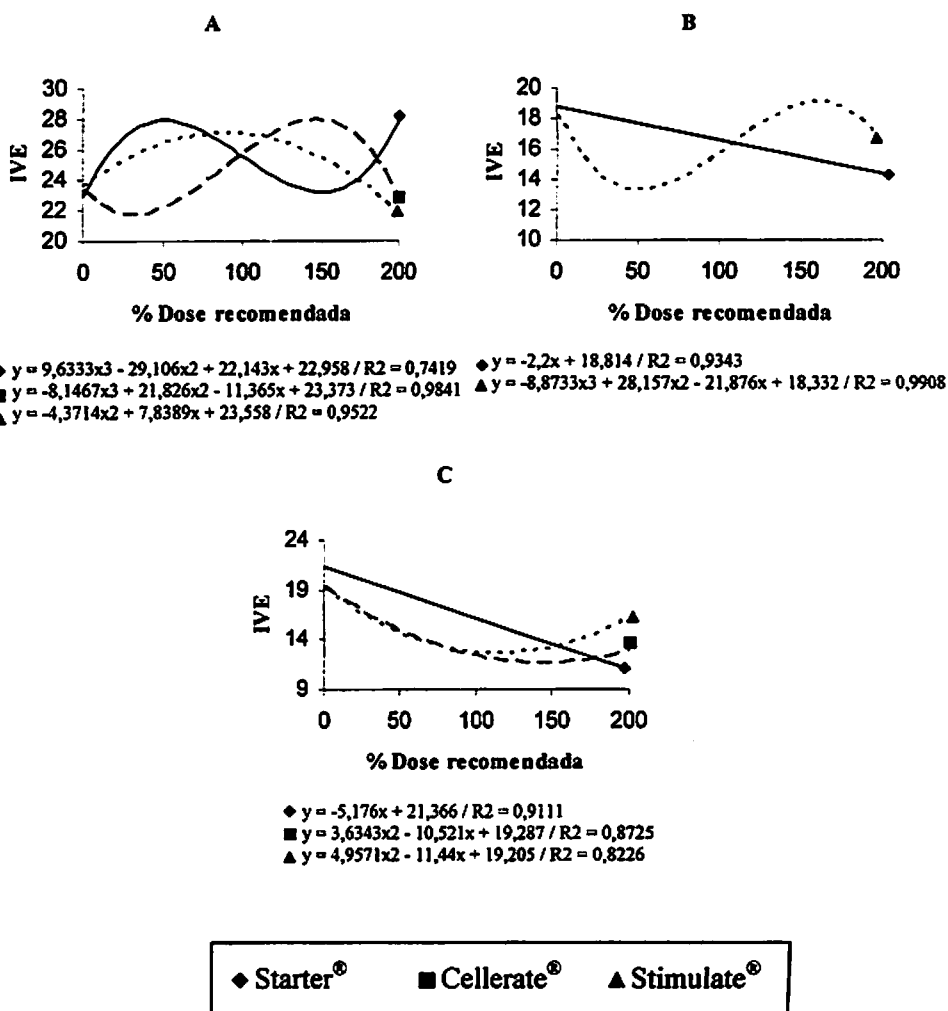 A
B
IVE
30
28
26
24
22
20
0 50 100 150 200
% Dose recomendada
IVE
20
18
16
14
12
10
0 50 100 150 200
% Dose recomendada
◆ y = 9,6333x3 - 29,106x2 + 22,143x + 22,958 / R2 = 0,7419
■ y = -8,1467x3 + 21,826x2 - 11,365x + 23,373 / R2 = 0,9841
▲ y = -4,3714x2 + 7,8389x + 23,558 / R2 = 0,9522
◆ y = -2,2x + 18,814 / R2 = 0,9343
▲ y = -8,8733x3 + 28,157x2 - 21,876x + 18,332 / R2 = 0,9908
C
IVE
24
19
14
9
0 50 100 150 200
% Dose recomendada
◆ y = -5,176x + 21,366 / R2 = 0,9111
■ y = 3,6343x2 - 10,521x + 19,287 / R2 = 0,8725
▲ y = 4,9571x2 - 11,44x + 19,205 / R2 = 0,8226
◆ Starter® ■ Cellerate® ▲ Stimulate®